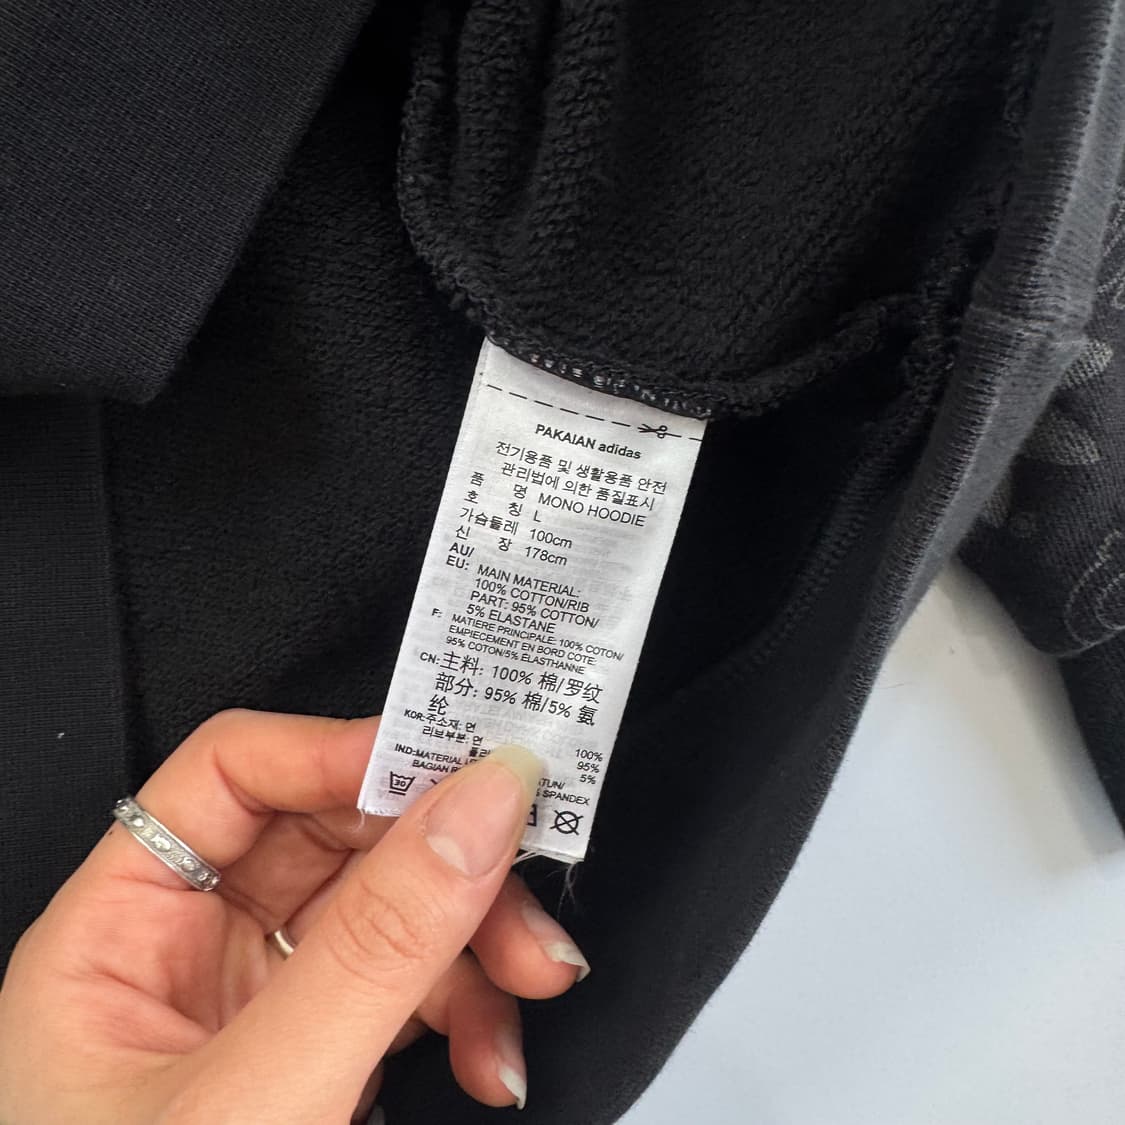 PAKAIAN adidas
전기용품 및 생활용품 안전
관리법에 의한 품질표시
품 명 MONO HOODIE
호 칭 L
가슴둘레 100cm
신 장 178cm
AU/
EU: MAIN MATERIAL:
100% COTTON/RIB
PART: 95% COTTON/
5% ELASTANE
F: MATIERE PRINCIPALE: 100% COTON/
EMPIECEMENT EN BORD COTE:
95% COTON/5% ÉLASTHANNE
CN:主料: 100% 棉/罗纹
部分: 95% 棉/5% 氨
纶
KOR:주소재: 면 100%
리브부분: 면 95%
5%
IND:MATERIAL
BAGIAN
SPANDEX
30